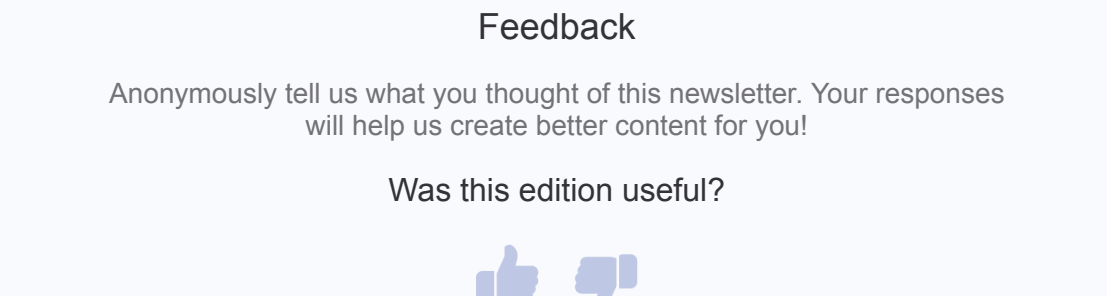 Feedback
Anonymously tell us what you thought of this newsletter. Your responses
will help us create better content for you!
Was this edition useful?